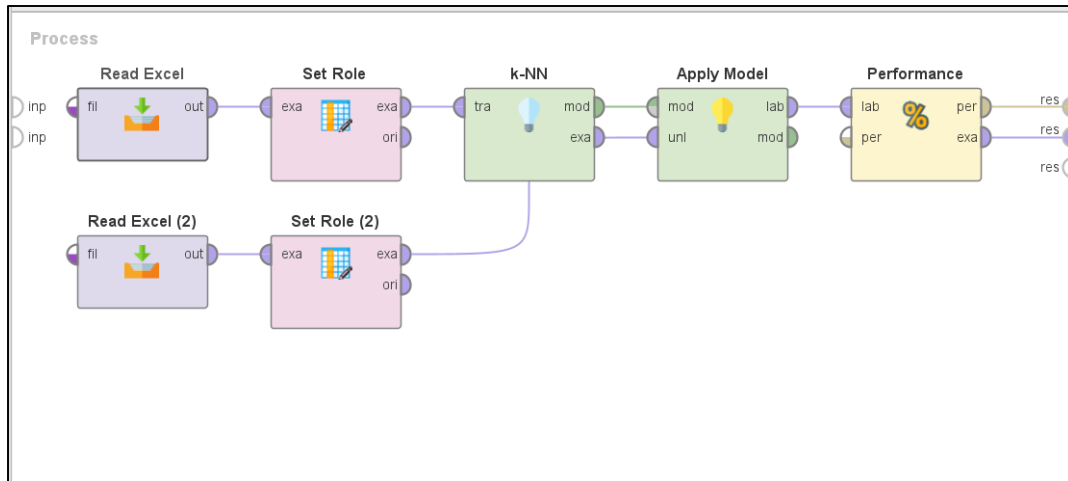 Process
Read Excel Set Role k-NN Apply Model Performance
inp fil out exa exa tra mod mod lab lab per res
inp ori exa unl mod per exa res
res
Read Excel (2) Set Role (2)
fil out exa exa
ori